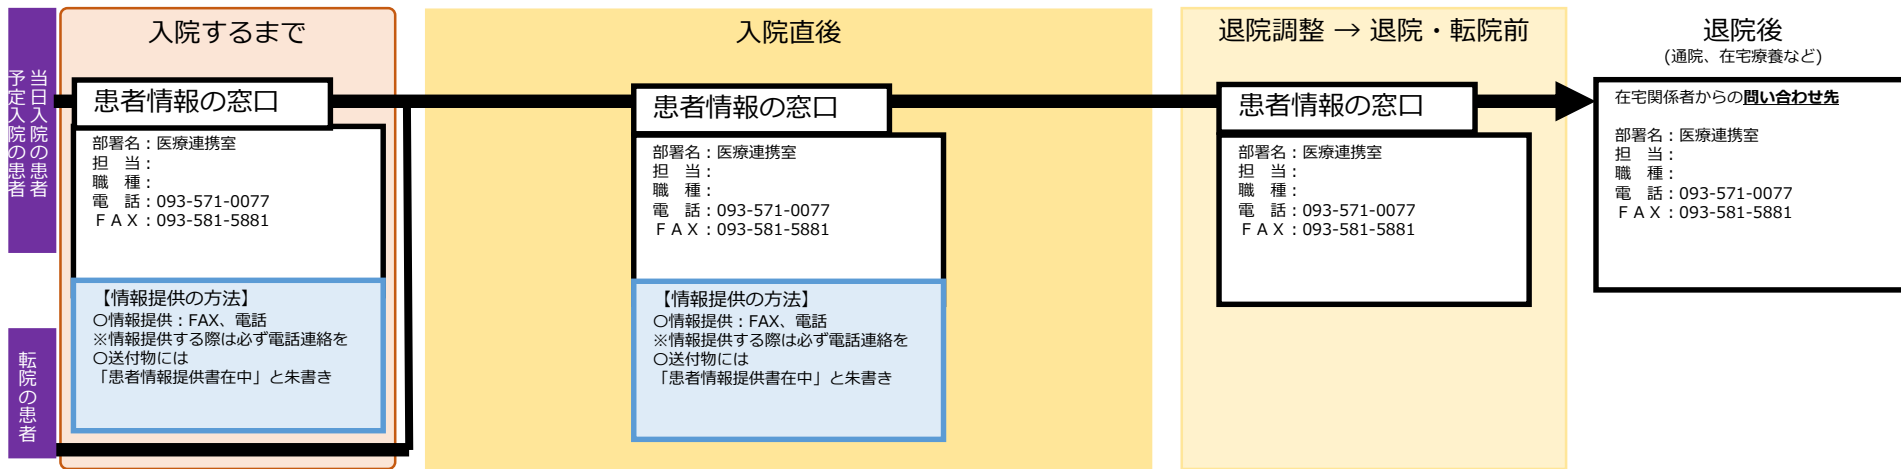 当日入院の患者
予定入院の患者
転院の患者
入院するまで
患者情報の窓口
部署名：医療連携室
担　当：
職　種：
電　話：093-571-0077
ＦＡＸ：093-581-5881
【情報提供の方法】
〇情報提供：FAX、電話
※情報提供する際は必ず電話連絡を
〇送付物には
「患者情報提供書在中」と朱書き
入院直後
患者情報の窓口
部署名：医療連携室
担　当：
職　種：
電　話：093-571-0077
ＦＡＸ：093-581-5881
【情報提供の方法】
〇情報提供：FAX、電話
※情報提供する際は必ず電話連絡を
〇送付物には
「患者情報提供書在中」と朱書き
退院調整 → 退院・転院前
患者情報の窓口
部署名：医療連携室
担　当：
職　種：
電　話：093-571-0077
ＦＡＸ：093-581-5881
退院後
(通院、在宅療養など)
在宅関係者からの問い合わせ先
部署名：医療連携室
担　当：
職　種：
電　話：093-571-0077
ＦＡＸ：093-581-5881